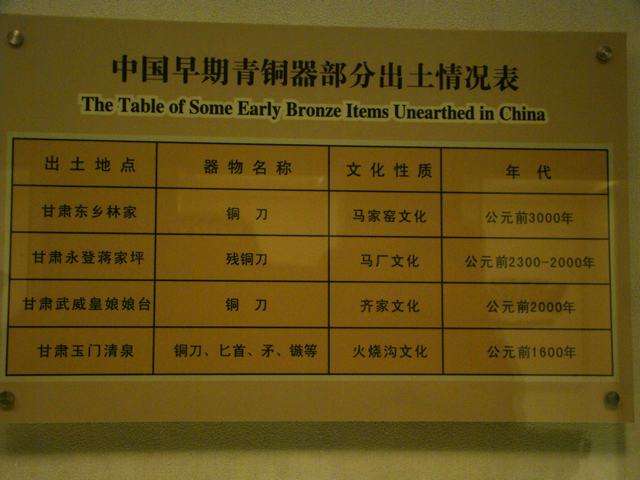 中国早期青铜器部分出土情况表
The Table of Some Early Bronze Items Unearthed in China
出土地点 器物名称 文化性质 年代
甘肃东乡林家 铜刀 马家窑文化 公元前3000年
甘肃永登蒋家坪 残铜刀 马厂文化 公元前2300-2000年
甘肃武威皇娘娘台 铜刀 齐家文化 公元前2000年
甘肃玉门清泉 铜刀、匕首、矛、镞等 火烧沟文化 公元前1600年